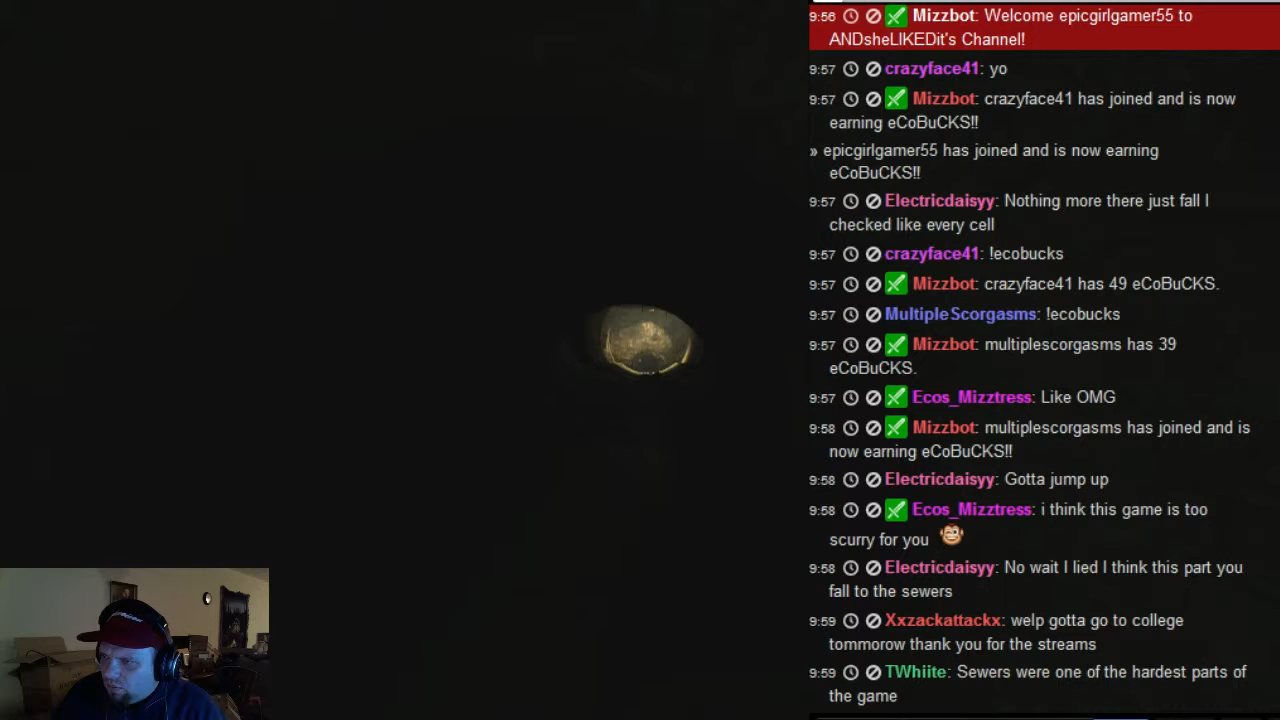 9:56 Mizzbot: Welcome epicgirlgamer55 to
ANDsheLIKEDit's Channel!
9:57 crazyface41: yo
9:57 Mizzbot: crazyface41 has joined and is now
earning eCoBuCKS!!
» epicgirlgamer55 has joined and is now earning
eCoBuCKS!!
9:57 Electricdaisyy: Nothing more there just fall I
checked like every cell
9:57 crazyface41: !ecobucks
9:57 Mizzbot: crazyface41 has 49 eCoBuCKS.
9:57 MultipleScorgasms: !ecobucks
9:57 Mizzbot: multiplescorgasms has 39
eCoBuCKS.
9:57 Ecos_Mizztress: Like OMG
9:58 Mizzbot: multiplescorgasms has joined and is
now earning eCoBuCKS!!
9:58 Electricdaisyy: Gotta jump up
9:58 Ecos_Mizztress: i think this game is too
scurry for you
9:58 Electricdaisyy: No wait I lied I think this part you
fall to the sewers
9:59 Xxzackattackx: welp gotta go to college
tommorow thank you for the streams
9:59 TWhiite: Sewers were one of the hardest parts of
the game